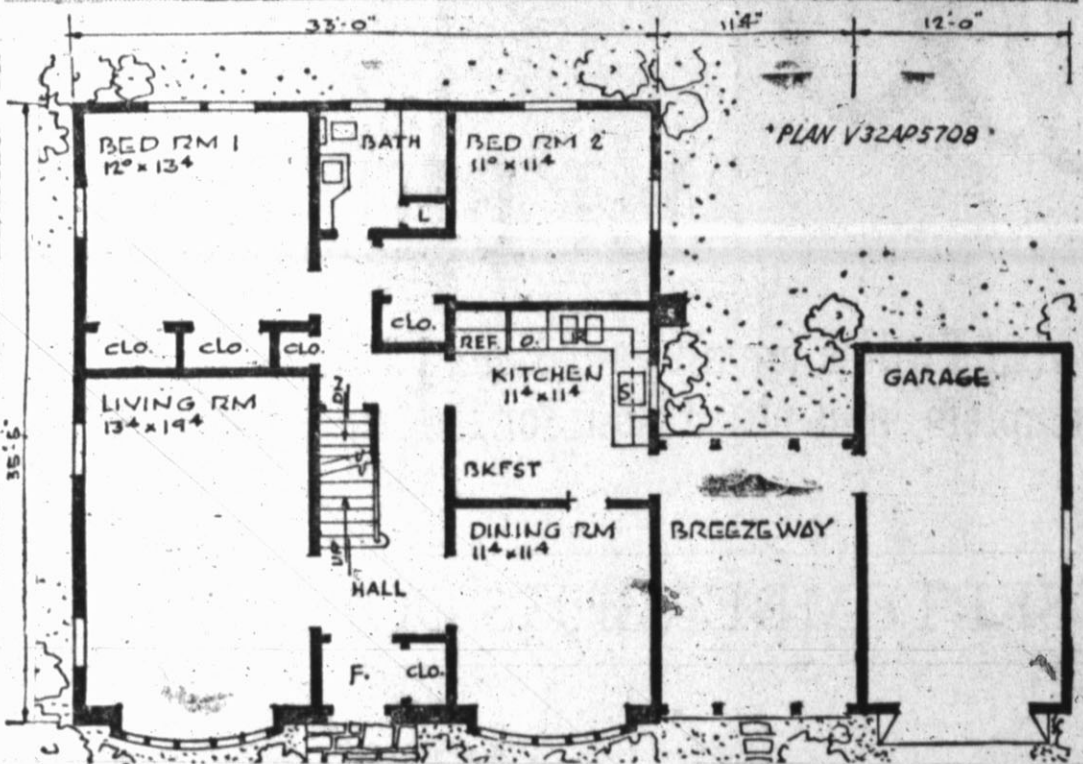 33'-0"
11'4"
12'-0"
PLAN V32AP5708
BED RM 1
12⁰ x 13⁴
BATH
BED RM 2
11⁰ x 11⁴
L
CLO.
CLO.
CLO.
CLO.
REF.
O.
R
S.
KITCHEN
11⁴ x 11⁴
GARAGE
LIVING RM
13⁴ x 19⁴
DN
35'-5"
BKFST
DINING RM
11⁴ x 11⁴
BREEZEWAY
UP
HALL
F.
CLO.